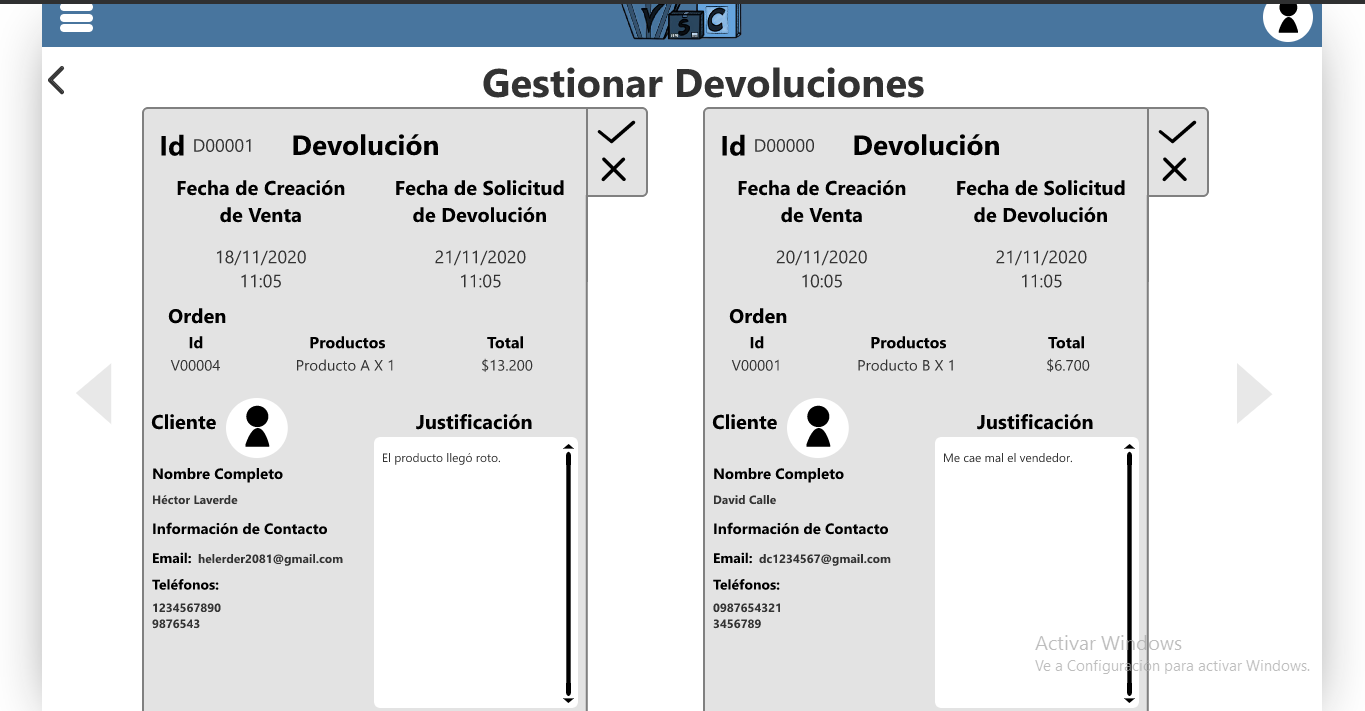 YSC
Gestionar Devoluciones
Id D00001 Devolución
Fecha de Creación
de Venta
Fecha de Solicitud
de Devolución
18/11/2020
11:05
21/11/2020
11:05
Orden
Id Productos Total
V00004 Producto A X 1 $13.200
Cliente
Nombre Completo
Héctor Laverde
Información de Contacto
Email: helerder2081@gmail.com
Teléfonos:
1234567890
9876543
Justificación
El producto llegó roto.
Id D00000 Devolución
Fecha de Creación
de Venta
Fecha de Solicitud
de Devolución
20/11/2020
10:05
21/11/2020
11:05
Orden
Id Productos Total
V00001 Producto B X 1 $6.700
Cliente
Nombre Completo
David Calle
Información de Contacto
Email: dc1234567@gmail.com
Teléfonos:
0987654321
3456789
Justificación
Me cae mal el vendedor.
Activar Windows
Ve a Configuración para activar Windows.